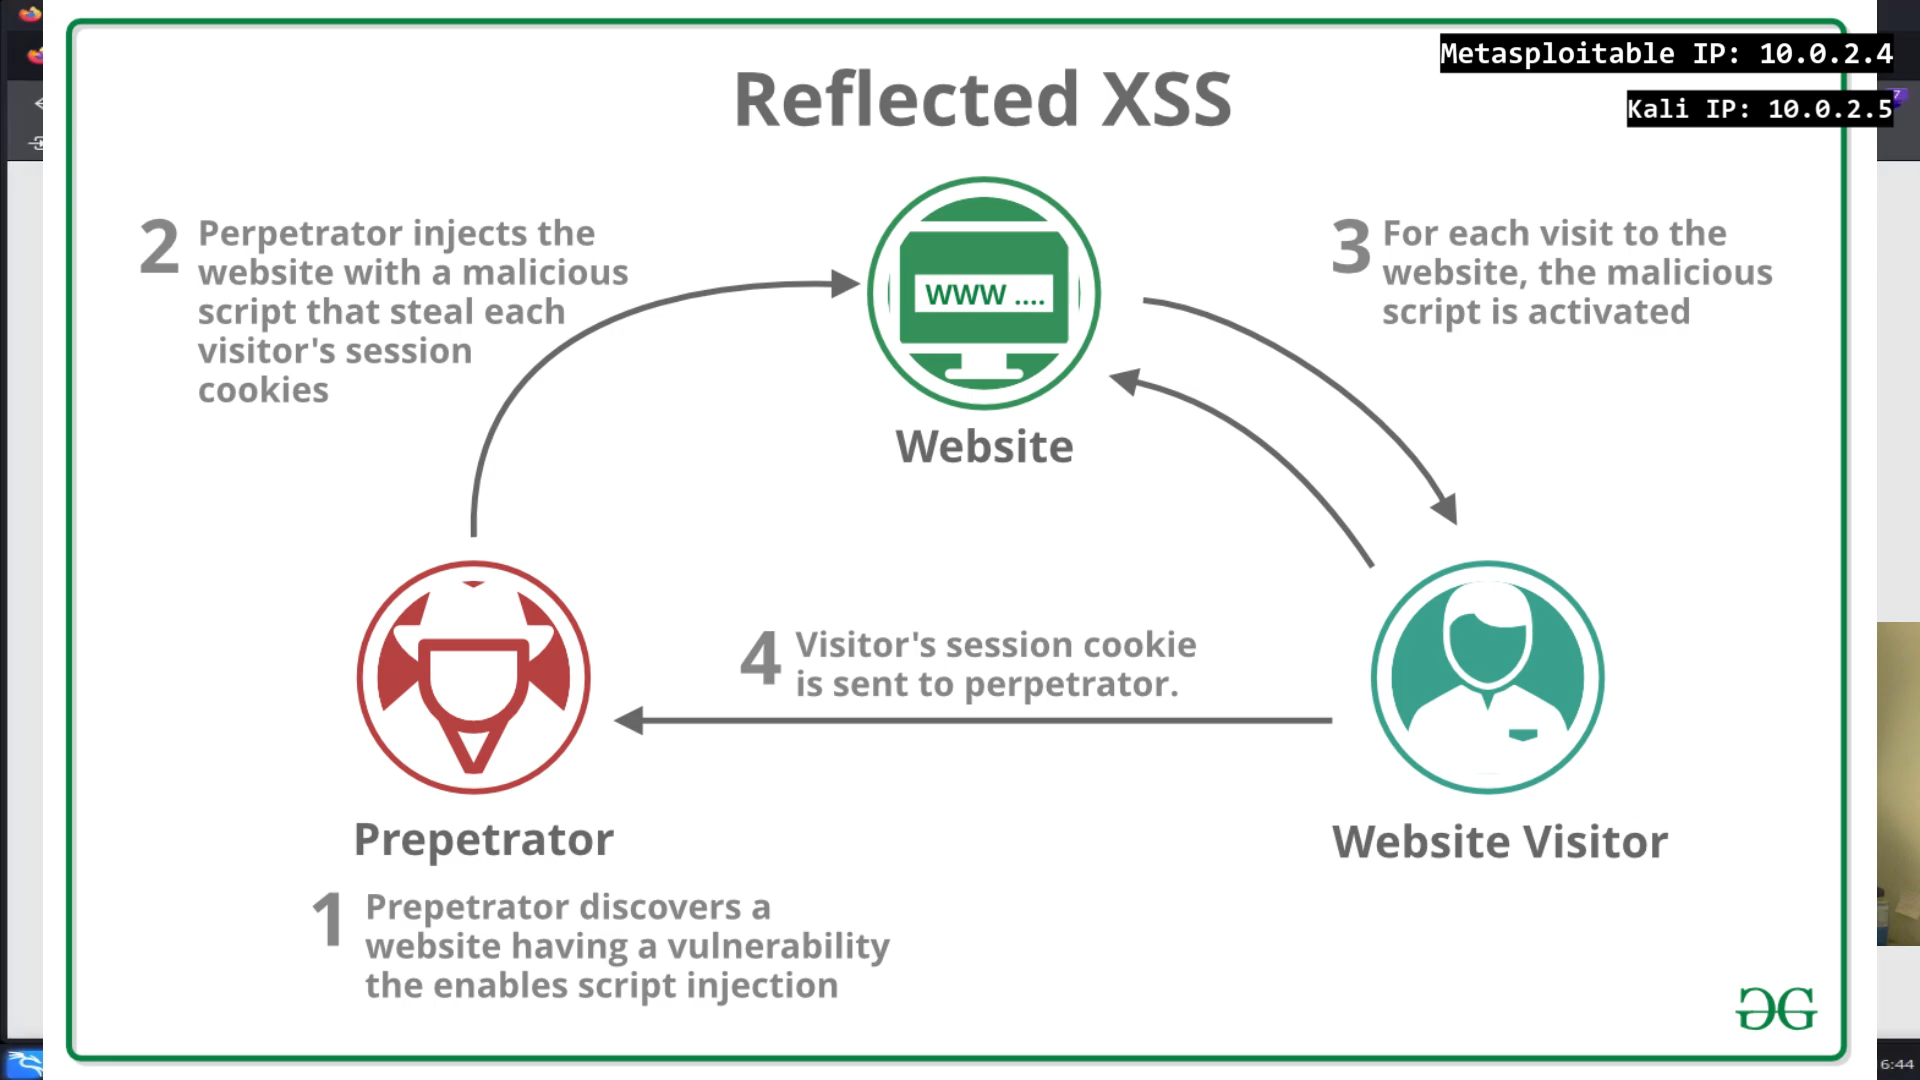 Metasploitable IP: 10.0.2.4
Kali IP: 10.0.2.5
Reflected XSS
2 Perpetrator injects the
website with a malicious
script that steal each
visitor's session
cookies
WWW ....
Website
3 For each visit to the
website, the malicious
script is activated
4 Visitor's session cookie
is sent to perpetrator.
Prepetrator
Website Visitor
1 Prepetrator discovers a
website having a vulnerability
the enables script injection
6:44